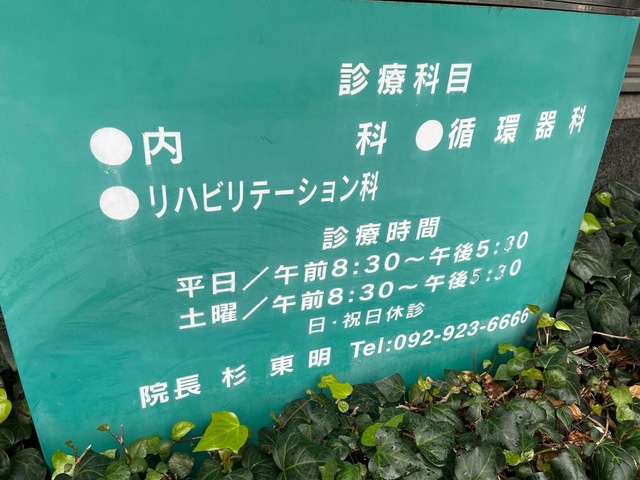 診療科目
●内 科 ●循環器科
●リハビリテーション科
診療時間
平日／午前8:30～午後5:30
土曜／午前8:30～午後5:30
日・祝日休診
院長 杉 東明 Tel:092-923-6666